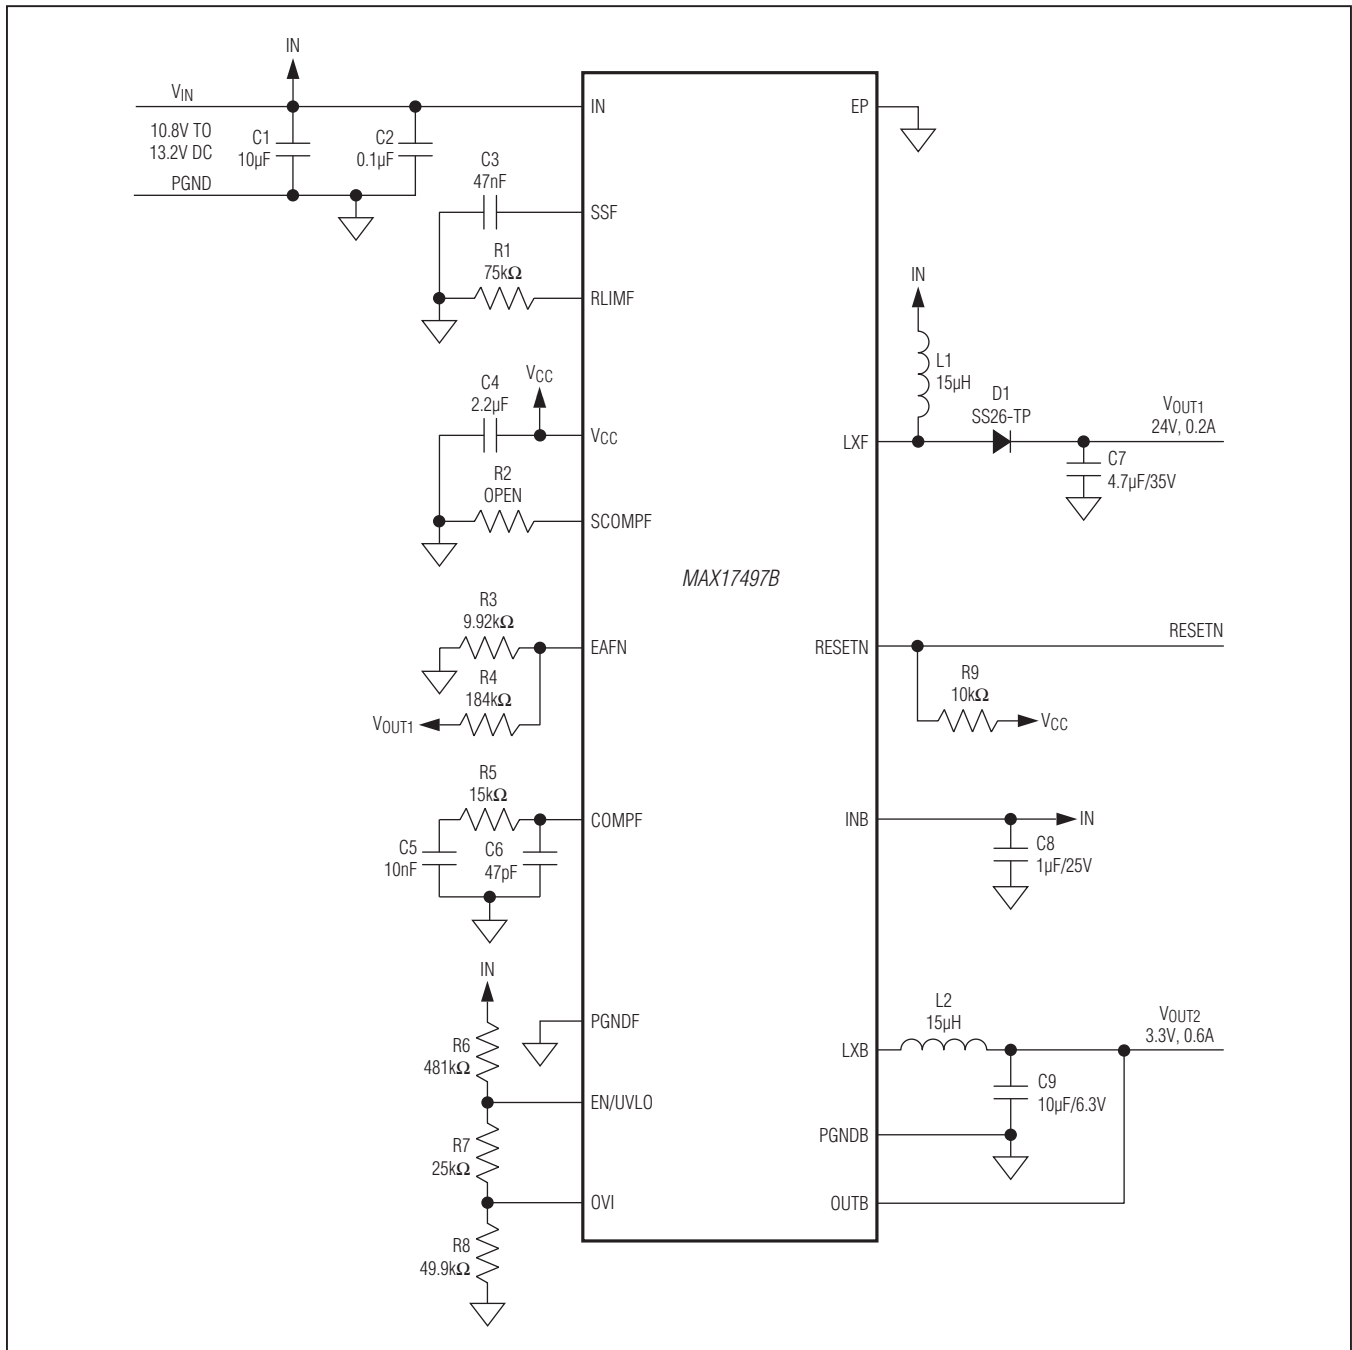 IN
VIN
10.8V TO
13.2V DC
PGND
C1
10µF
C2
0.1µF
C3
47nF
R1
75kΩ
C4
2.2µF
VCC
R2
OPEN
R3
9.92kΩ
R4
184kΩ
VOUT1
R5
15kΩ
C5
10nF
C6
47pF
IN
R6
481kΩ
R7
25kΩ
R8
49.9kΩ
IN
SSF
RLIMF
VCC
SCOMPF
EAFN
COMPF
PGNDF
EN/UVLO
OVI
MAX17497B
EP
LXF
RESETN
INB
LXB
PGNDB
OUTB
IN
L1
15µH
D1
SS26-TP
VOUT1
24V, 0.2A
C7
4.7µF/35V
RESETN
R9
10kΩ
VCC
IN
C8
1µF/25V
L2
15µH
VOUT2
3.3V, 0.6A
C9
10µF/6.3V